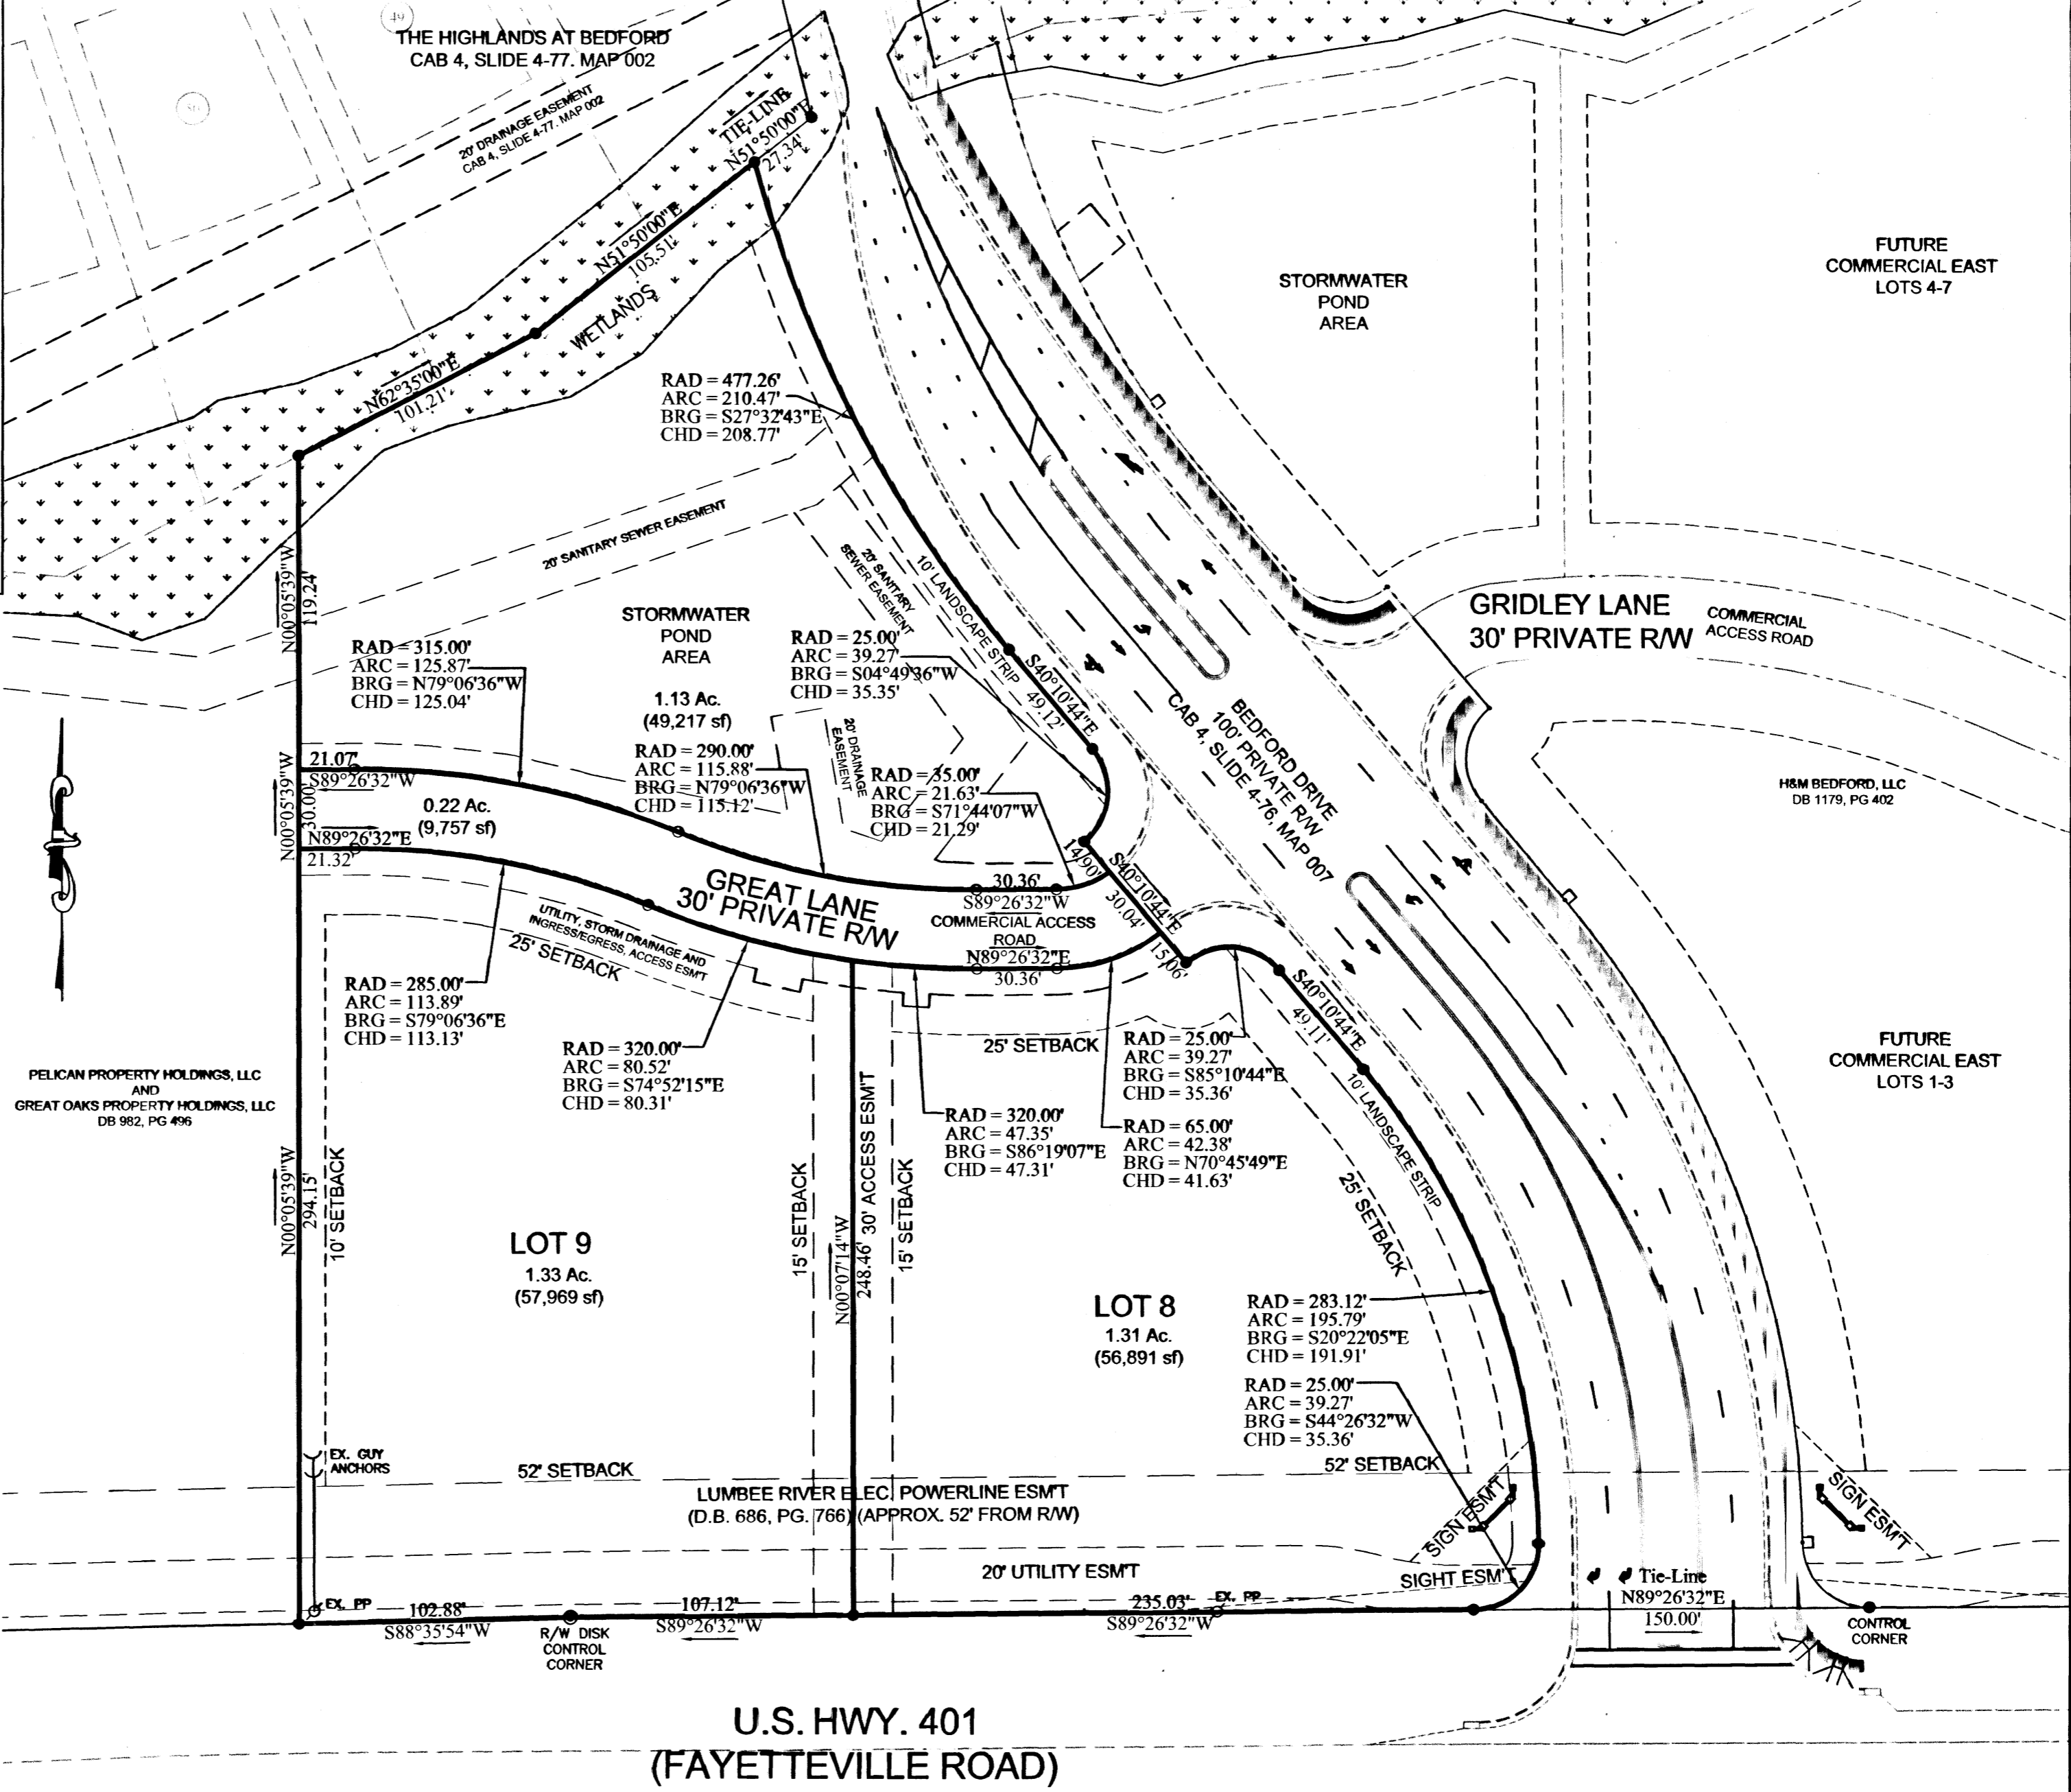 49
THE HIGHLANDS AT BEDFORD
CAB 4, SLIDE 4-77. MAP 002
50
20' DRAINAGE EASEMENT
CAB 4, SLIDE 4-77. MAP 002
TIE-LINE
N51°50'00"E
27.34'
N51°50'00"E
105.51'
WETLANDS
N62°35'00"E
101.21'
RAD = 477.26'
ARC = 210.47'
BRG = S27°32'43"E
CHD = 208.77'
STORMWATER
POND
AREA
FUTURE
COMMERCIAL EAST
LOTS 4-7
20' SANITARY SEWER EASEMENT
20' SANITARY
SEWER EASEMENT
10' LANDSCAPE STRIP
N00°05'39"W
119.24'
STORMWATER
POND
AREA
1.13 Ac.
(49,217 sf)
RAD = 315.00'
ARC = 125.87'
BRG = N79°06'36"W
CHD = 125.04'
RAD = 25.00'
ARC = 39.27'
BRG = S04°49'36"W
CHD = 35.35'
S40°10'44"E
49.12'
GRIDLEY LANE
30' PRIVATE R/W
COMMERCIAL
ACCESS ROAD
BEDFORD DRIVE
100' PRIVATE R/W
CAB 4, SLIDE 4-76, MAP 007
H&M BEDFORD, LLC
DB 1179, PG 402
RAD = 290.00'
ARC = 115.88'
BRG = N79°06'36"W
CHD = 115.12'
20' DRAINAGE
EASEMENT
RAD = 35.00'
ARC = 21.63'
BRG = S71°44'07"W
CHD = 21.29'
21.07'
S89°26'32"W
0.22 Ac.
(9,757 sf)
N00°05'39"W
30.00'
N89°26'32"E
21.32'
14.90'
S40°10'44"E
30.04'
15.06'
GREAT LANE
30' PRIVATE R/W
30.36'
S89°26'32"W
COMMERCIAL ACCESS
ROAD
N89°26'32"E
30.36'
UTILITY, STORM DRAINAGE AND
INGRESS/EGRESS, ACCESS ESM'T
25' SETBACK
S40°10'44"E
49.11'
RAD = 285.00'
ARC = 113.89'
BRG = S79°06'36"E
CHD = 113.13'
RAD = 320.00'
ARC = 80.52'
BRG = S74°52'15"E
CHD = 80.31'
25' SETBACK
RAD = 25.00'
ARC = 39.27'
BRG = S85°10'44"E
CHD = 35.36'
RAD = 320.00'
ARC = 47.35'
BRG = S86°19'07"E
CHD = 47.31'
RAD = 65.00'
ARC = 42.38'
BRG = N70°45'49"E
CHD = 41.63'
10' LANDSCAPE STRIP
25' SETBACK
FUTURE
COMMERCIAL EAST
LOTS 1-3
PELICAN PROPERTY HOLDINGS, LLC
AND
GREAT OAKS PROPERTY HOLDINGS, LLC
DB 982, PG 496
N00°05'39"W
294.15'
10' SETBACK
LOT 9
1.33 Ac.
(57,969 sf)
15' SETBACK
N00°07'14"W
248.46'
30' ACCESS ESM'T
15' SETBACK
LOT 8
1.31 Ac.
(56,891 sf)
RAD = 283.12'
ARC = 195.79'
BRG = S20°22'05"E
CHD = 191.91'
RAD = 25.00'
ARC = 39.27'
BRG = S44°26'32"W
CHD = 35.36'
EX. GUY
ANCHORS
52' SETBACK
52' SETBACK
LUMBEE RIVER ELEC. POWERLINE ESM'T
(D.B. 686, PG. 766) (APPROX. 52' FROM R/W)
SIGN ESM'T
SIGN ESM'T
20' UTILITY ESM'T
SIGHT ESM'T
Tie-Line
N89°26'32"E
150.00'
EX. PP
102.88'
S88°35'54"W
R/W DISK
CONTROL
CORNER
107.12'
S89°26'32"W
235.03'
S89°26'32"W
EX. PP
CONTROL
CORNER
U.S. HWY. 401
(FAYETTEVILLE ROAD)